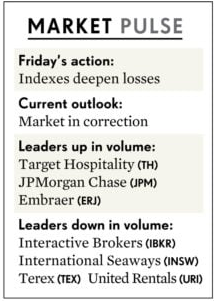 MARKET PULSE
Friday's action:
Indexes deepen losses
Current outlook:
Market in correction
Leaders up in volume:
Target Hospitality (TH)
JPMorgan Chase (JPM)
Embraer (ERJ)
Leaders down in volume:
Interactive Brokers (IBKR)
International Seaways (INSW)
Terex (TEX) United Rentals (URI)